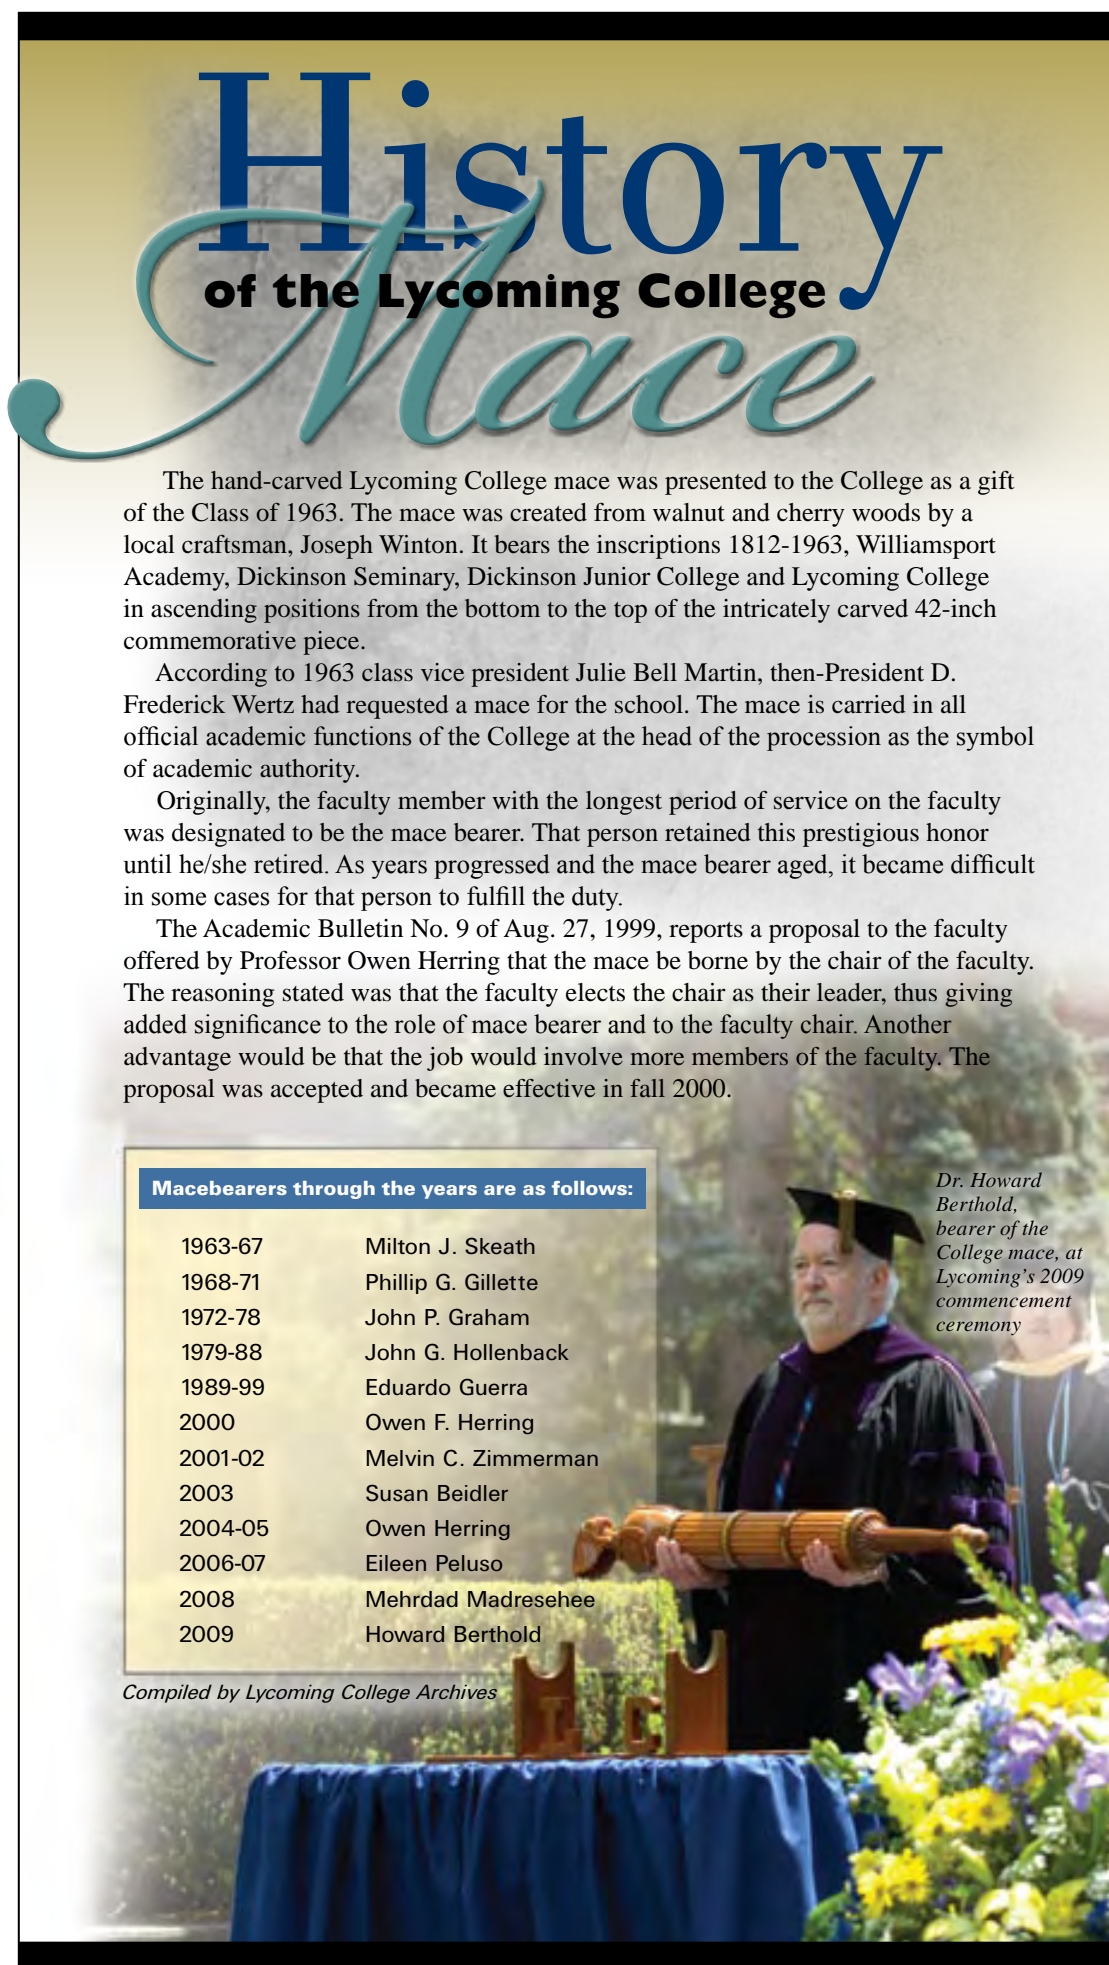 History
of the Lycoming College
Mace
The hand-carved Lycoming College mace was presented to the College as a gift
of the Class of 1963. The mace was created from walnut and cherry woods by a
local craftsman, Joseph Winton. It bears the inscriptions 1812-1963, Williamsport
Academy, Dickinson Seminary, Dickinson Junior College and Lycoming College
in ascending positions from the bottom to the top of the intricately carved 42-inch
commemorative piece.
According to 1963 class vice president Julie Bell Martin, then-President D.
Frederick Wertz had requested a mace for the school. The mace is carried in all
official academic functions of the College at the head of the procession as the symbol
of academic authority.
Originally, the faculty member with the longest period of service on the faculty
was designated to be the mace bearer. That person retained this prestigious honor
until he/she retired. As years progressed and the mace bearer aged, it became difficult
in some cases for that person to fulfill the duty.
The Academic Bulletin No. 9 of Aug. 27, 1999, reports a proposal to the faculty
offered by Professor Owen Herring that the mace be borne by the chair of the faculty.
The reasoning stated was that the faculty elects the chair as their leader, thus giving
added significance to the role of mace bearer and to the faculty chair. Another
advantage would be that the job would involve more members of the faculty. The
proposal was accepted and became effective in fall 2000.
Macebearers through the years are as follows:
1963-67 Milton J. Skeath
1968-71 Phillip G. Gillette
1972-78 John P. Graham
1979-88 John G. Hollenback
1989-99 Eduardo Guerra
2000 Owen F. Herring
2001-02 Melvin C. Zimmerman
2003 Susan Beidler
2004-05 Owen Herring
2006-07 Eileen Peluso
2008 Mehrdad Madresehee
2009 Howard Berthold
Compiled by Lycoming College Archives
Dr. Howard
Berthold,
bearer of the
College mace, at
Lycoming's 2009
commencement
ceremony
L C